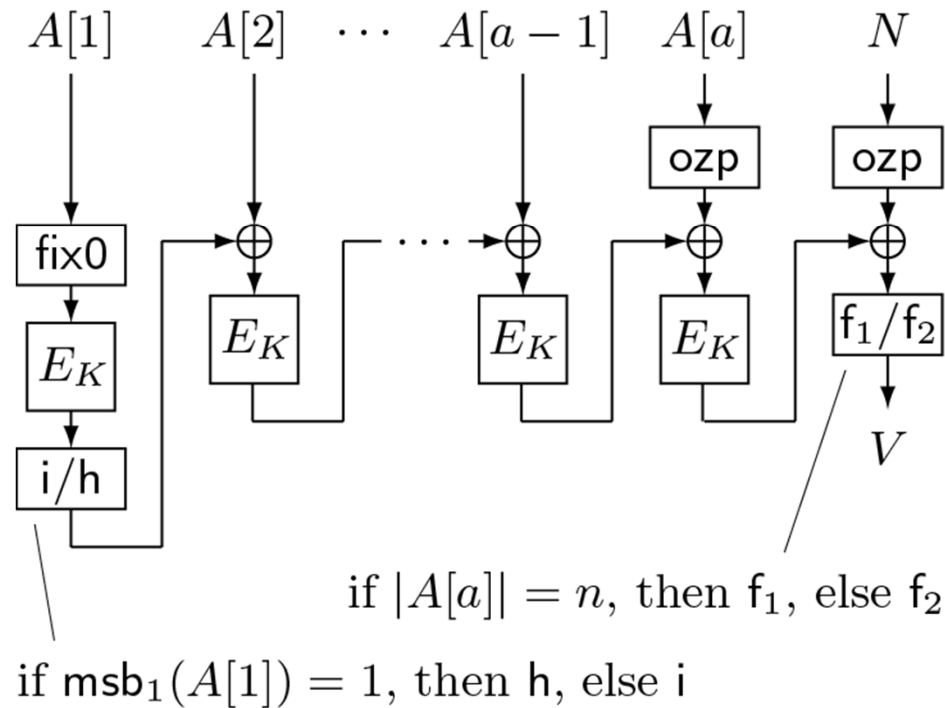 A[1] A[2] ··· A[a − 1] A[a] N
ozp ozp
fix0 ⊕ ··· ⊕ ⊕ ⊕
E_K E_K E_K E_K f₁/f₂
i/h V
if |A[a]| = n, then f₁, else f₂
if msb₁(A[1]) = 1, then h, else i